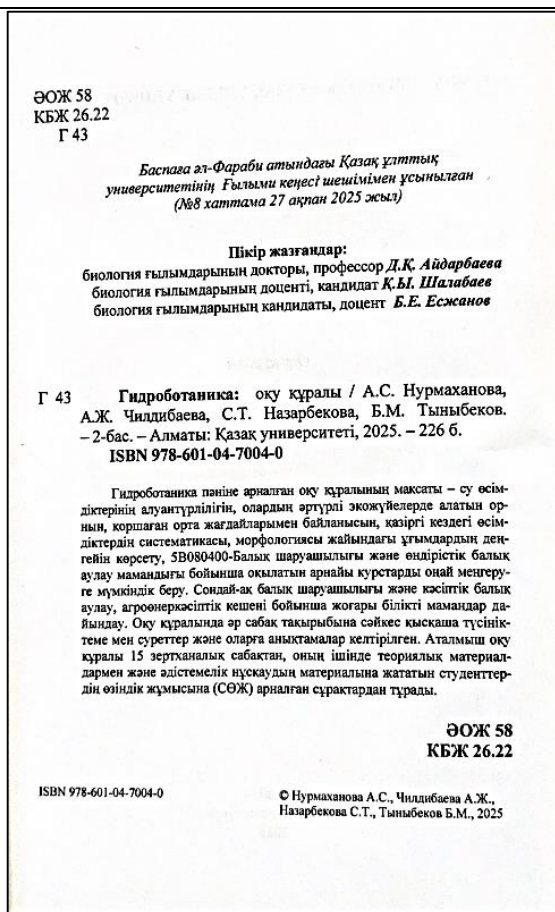 ӘОЖ 58
КБЖ 26.22
Г 43
Баспаға әл-Фараби атындағы Қазақ ұлттық
университетінің Ғылыми кеңесі шешімімен ұсынылған
(№8 хаттама 27 ақпан 2025 жыл)
Пікір жазғандар:
биология ғылымдарының докторы, профессор Д.Қ. Айдарбаева
биология ғылымдарының доценті, кандидат Қ.Ы. Шалабаев
биология ғылымдарының кандидаты, доцент Б.Е. Есжанов
Г 43 Гидроботаника: оқу құралы / А.С. Нурмаханова,
А.Ж. Чилдибаева, С.Т. Назарбекова, Б.М. Тыныбеков.
– 2-бас. – Алматы: Қазақ университеті, 2025. – 226 б.
ISBN 978-601-04-7004-0
Гидроботаника пәніне арналған оқу құралының мақсаты – су өсім-
діктерінің алуантүрлілігін, олардың әртүрлі экожүйелерде алатын ор-
нын, қоршаған орта жағдайларымен байланысын, қазіргі кездегі өсім-
діктердің систематикасы, морфологиясы жайындағы ұғымдардың дең-
гейін көрсету, 5В080400-Балық шаруашылығы және өндірістік балық
аулау мамандығы бойынша оқылатын арнайы курстарды оңай меңгеру-
ге мүмкіндік беру. Сондай-ақ балық шаруашылығы және кәсіптік балық
аулау, агроөнеркәсіптік кешені бойынша жоғары білікті мамандар да-
йындау. Оқу құралында әр сабақ тақырыбына сәйкес қысқаша түсінік-
теме мен суреттер және оларға анықтамалар келтірілген. Аталмыш оқу
құралы 15 зертханалық сабақтан, оның ішінде теориялық материал-
дармен және әдістемелік нұсқаудың материалына жататын студенттер-
дің өзіндік жұмысына (СӨЖ) арналған сұрақтардан тұрады.
ӘОЖ 58
КБЖ 26.22
ISBN 978-601-04-7004-0
© Нурмаханова А.С., Чилдибаева А.Ж.,
Назарбекова С.Т., Тыныбеков Б.М., 2025